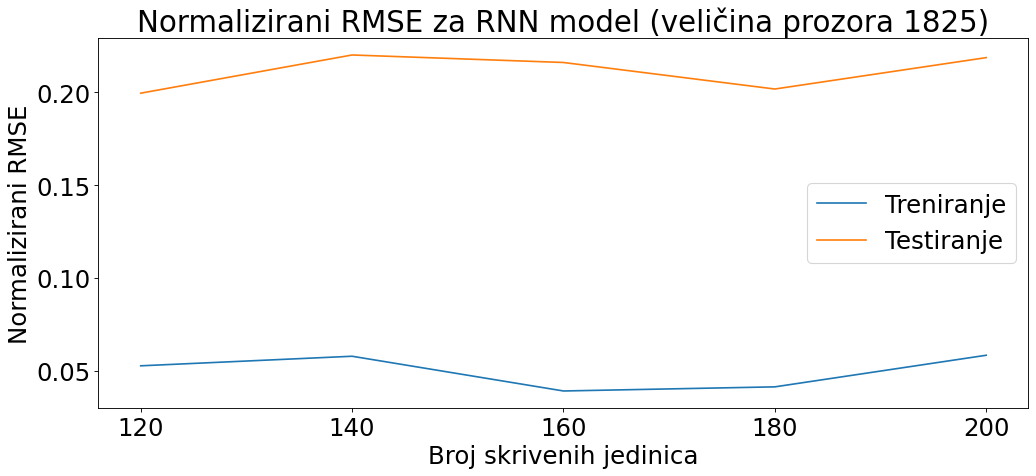 Normalizirani RMSE za RNN model (veličina prozora 1825)
Normalizirani RMSE
0.20
0.15
0.10
0.05
Treniranje
Testiranje
120 140 160 180 200
Broj skrivenih jedinica